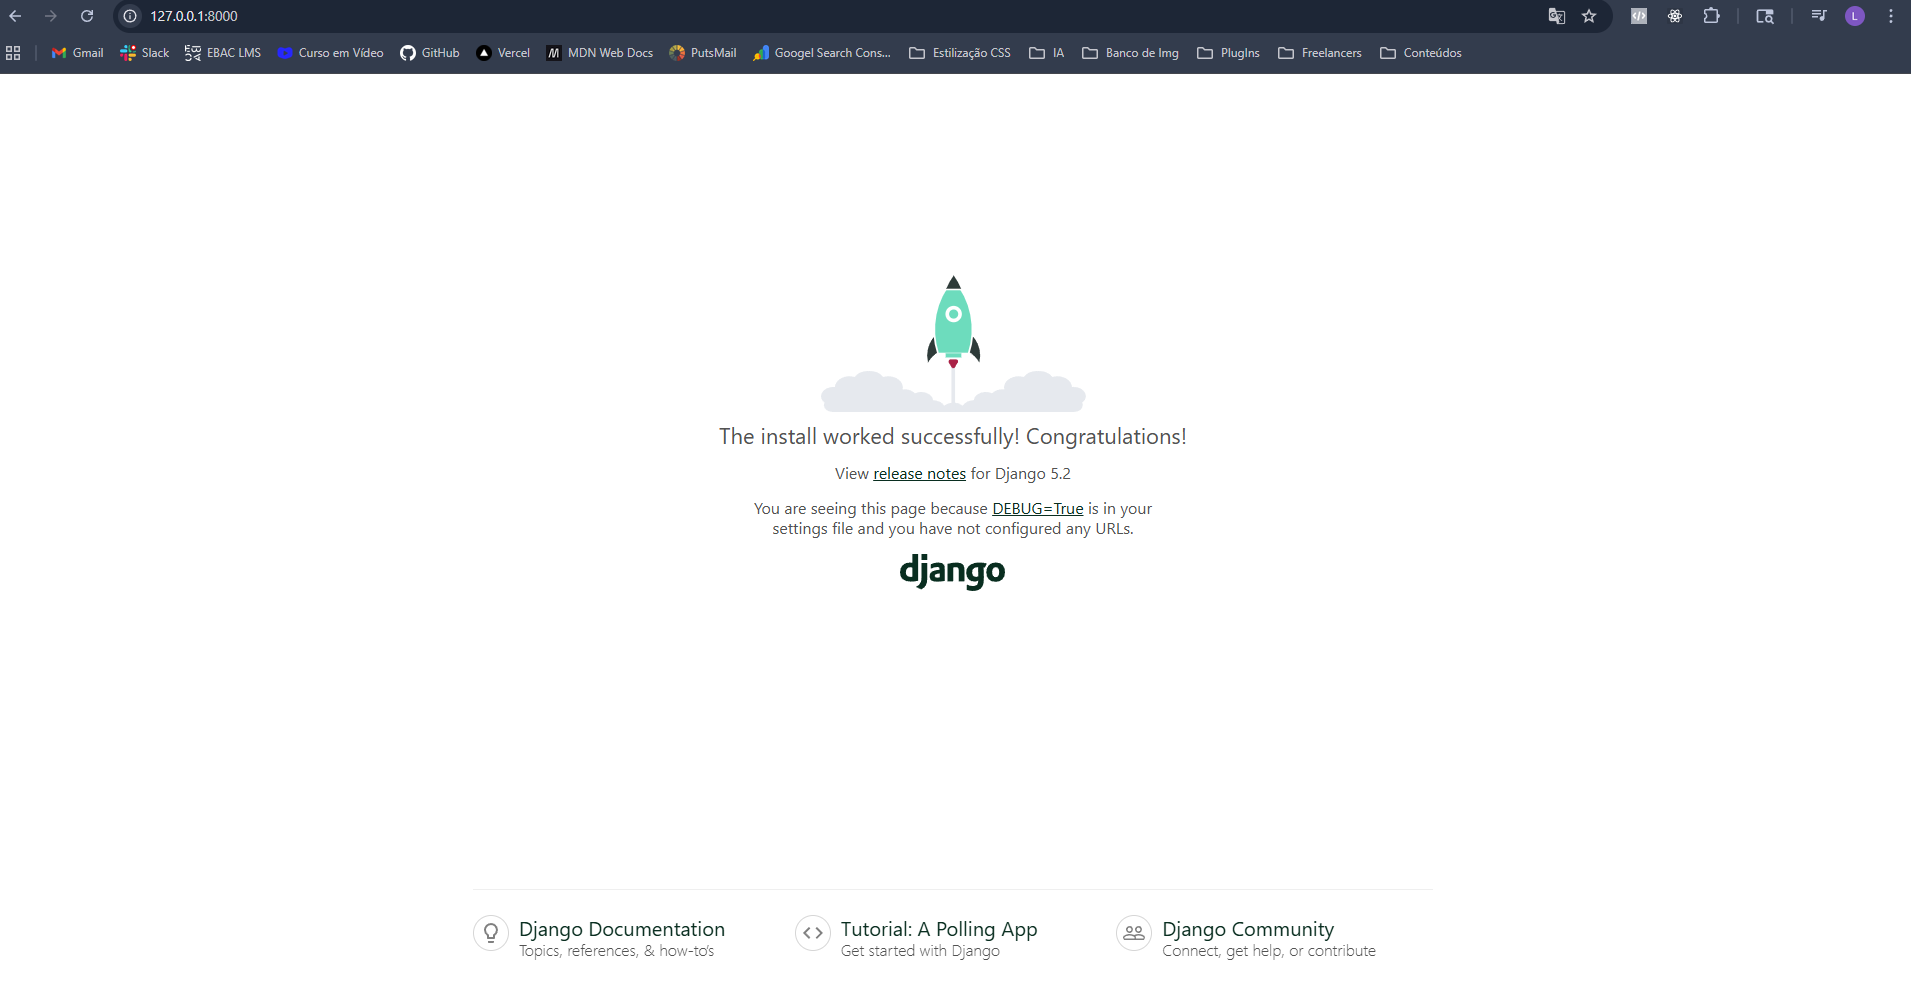 127.0.0.1:8000
Gmail Slack EBAC LMS Curso em Vídeo GitHub Vercel MDN Web Docs PutsMail Googel Search Cons... Estilização CSS IA Banco de Img PlugIns Freelancers Conteúdos
L
The install worked successfully! Congratulations!
View release notes for Django 5.2
You are seeing this page because DEBUG=True is in your
settings file and you have not configured any URLs.
django
Django Documentation
Topics, references, & how-to's
Tutorial: A Polling App
Get started with Django
Django Community
Connect, get help, or contribute